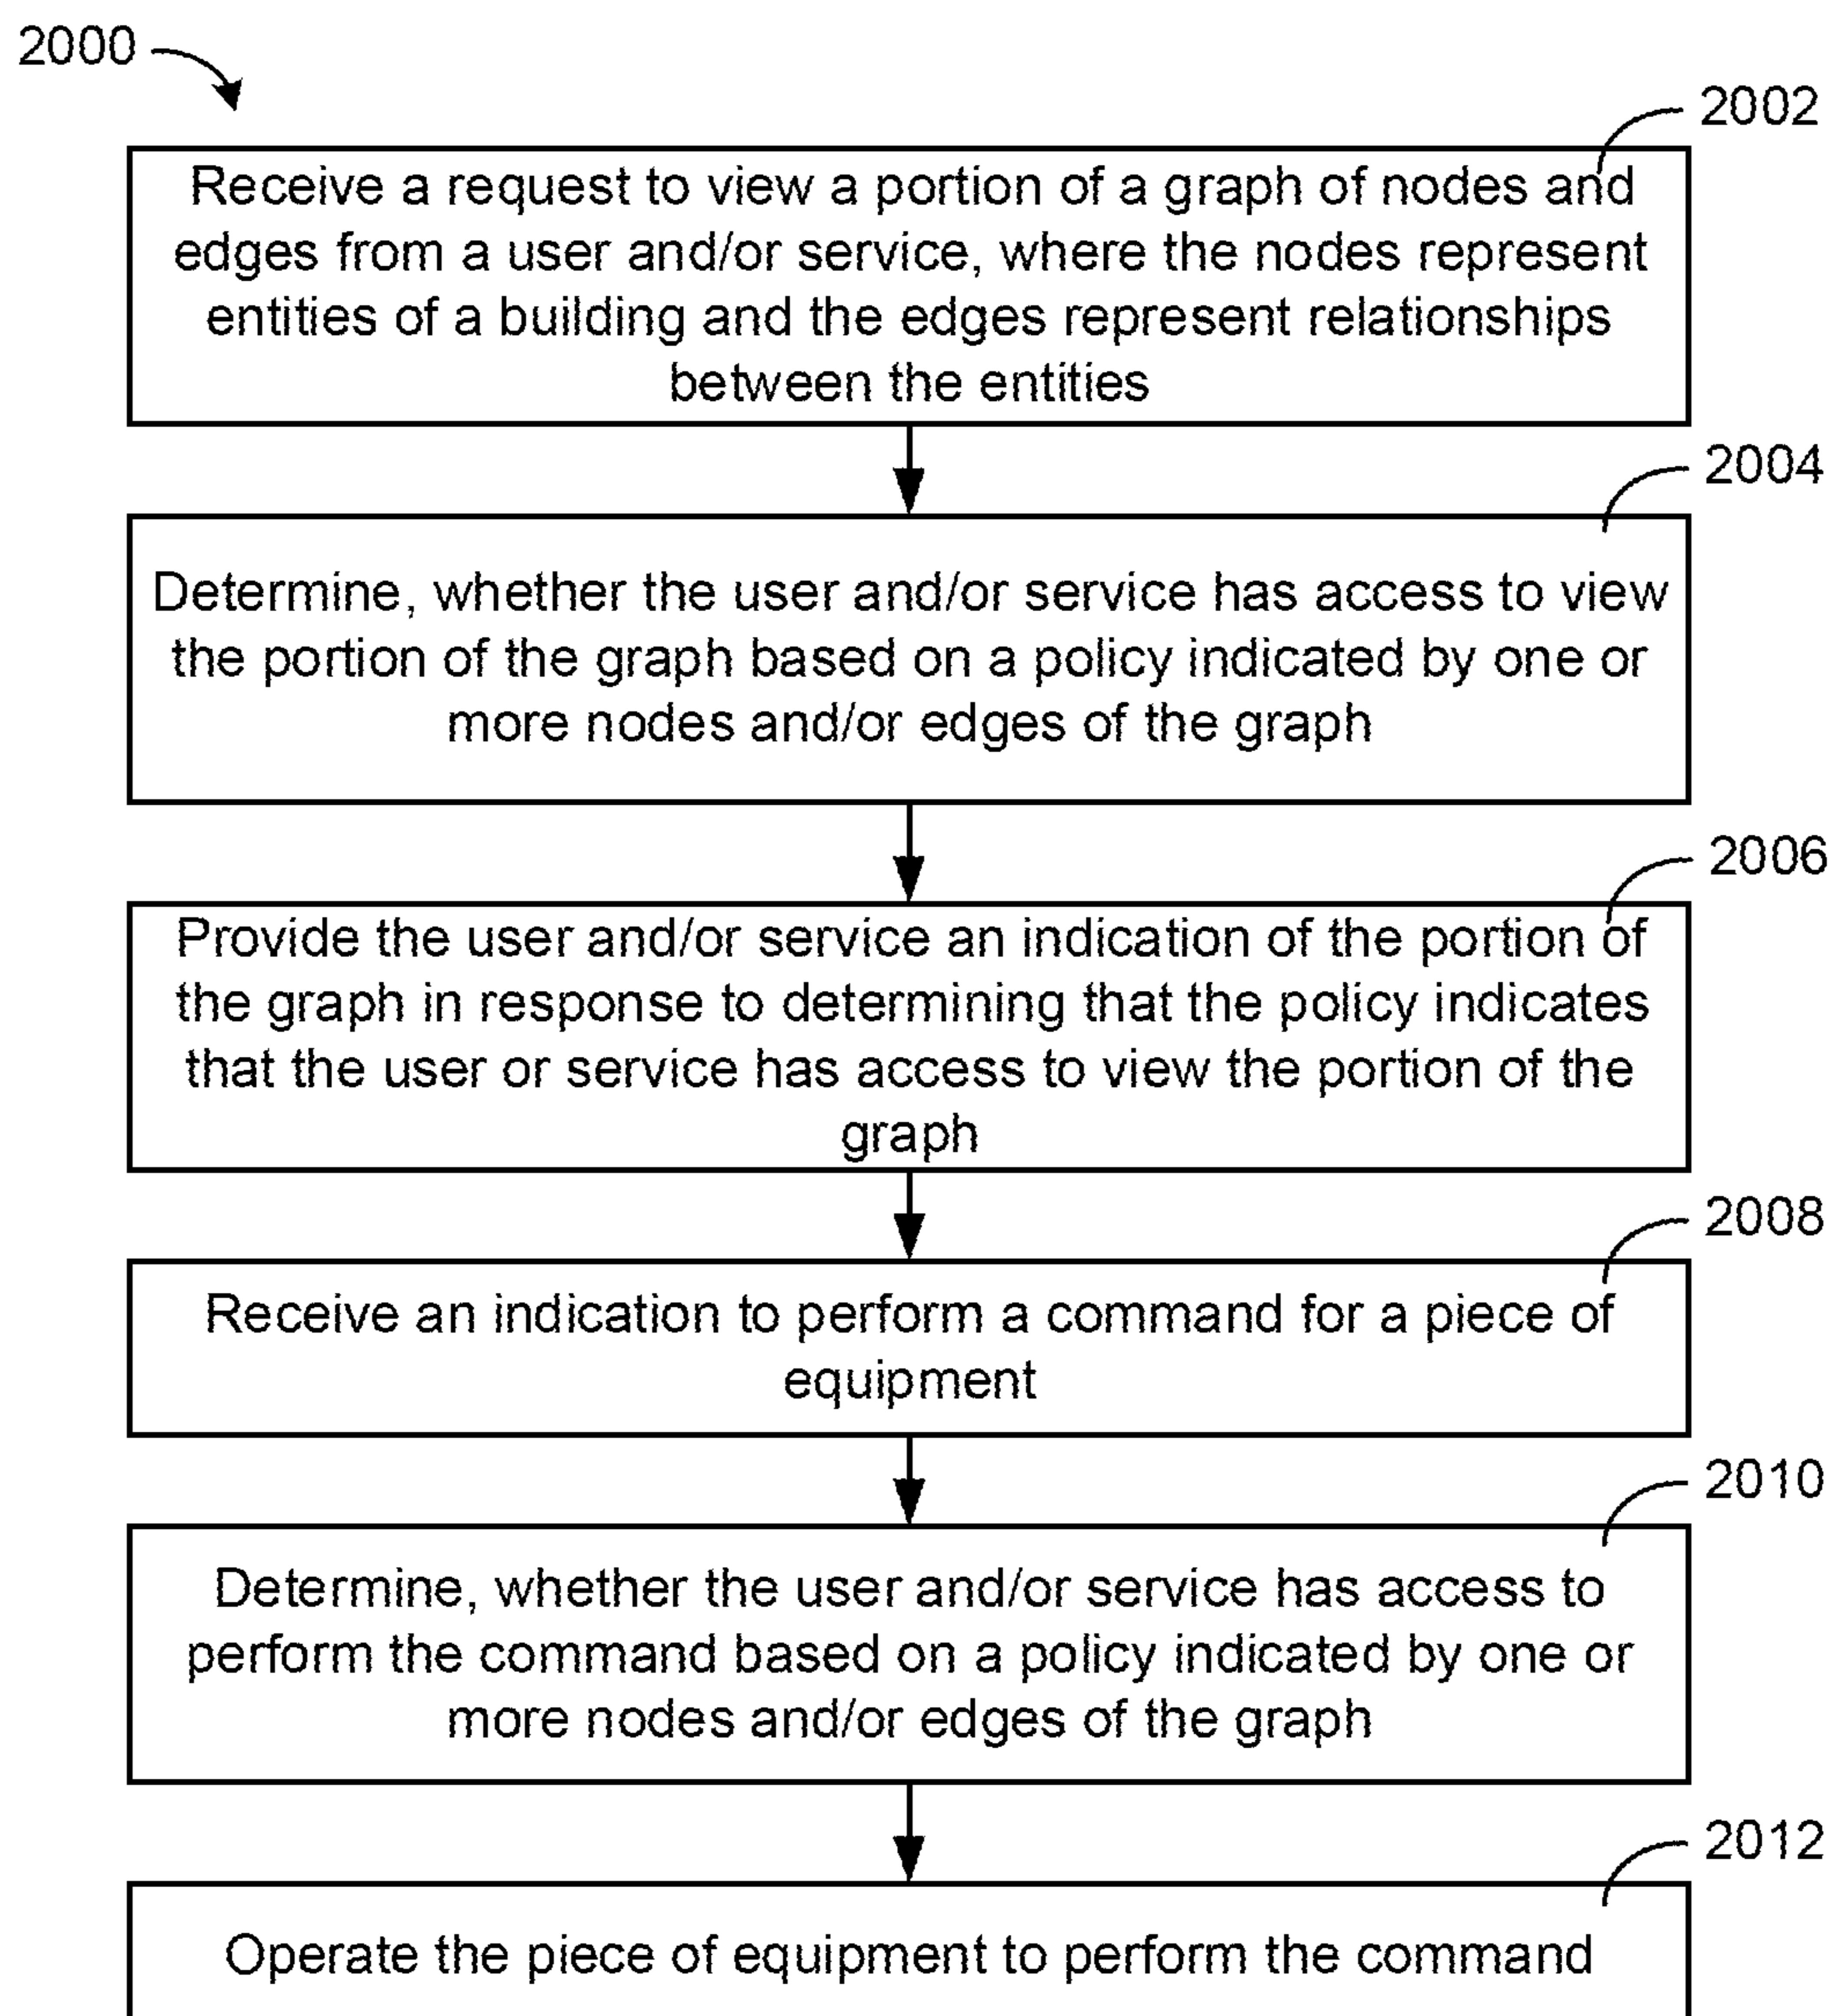 2000
2002
Receive a request to view a portion of a graph of nodes and
edges from a user and/or service, where the nodes represent
entities of a building and the edges represent relationships
between the entities
2004
Determine, whether the user and/or service has access to view
the portion of the graph based on a policy indicated by one or
more nodes and/or edges of the graph
2006
Provide the user and/or service an indication of the portion of
the graph in response to determining that the policy indicates
that the user or service has access to view the portion of the
graph
2008
Receive an indication to perform a command for a piece of
equipment
2010
Determine, whether the user and/or service has access to
perform the command based on a policy indicated by one or
more nodes and/or edges of the graph
2012
Operate the piece of equipment to perform the command